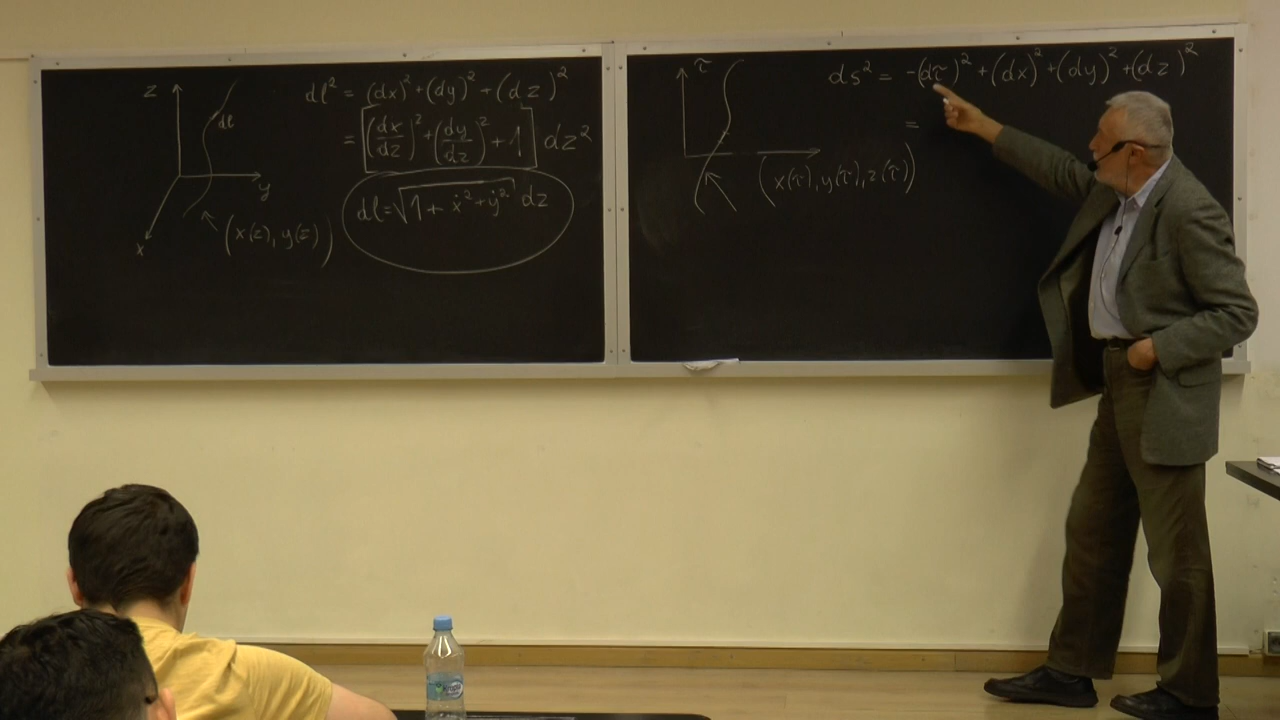 z
dl
y
x
(x(z), y(z))
dl² = (dx)² + (dy)² + (dz)²
= [(dx/dz)² + (dy/dz)² + 1] dz²
dl = √(1 + ẋ² + ẏ²) dz
τ
(x(τ), y(τ), z(τ))
ds² = -(dτ)² + (dx)² + (dy)² + (dz)²
=